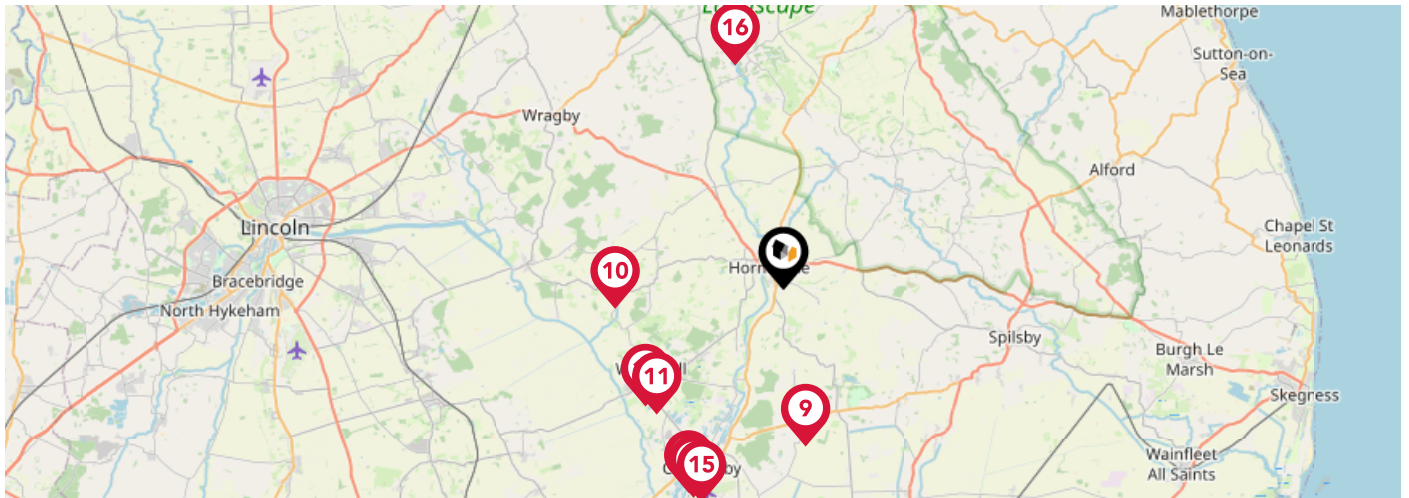 Mablethorpe
16
Sutton-on-
Sea
Wragby
Alford
Lincoln
Chapel St
Leonards
10
Bracebridge
North Hykeham
Spilsby
Burgh Le
Marsh
11
Skegness
9
Wainfleet
All Saints
15